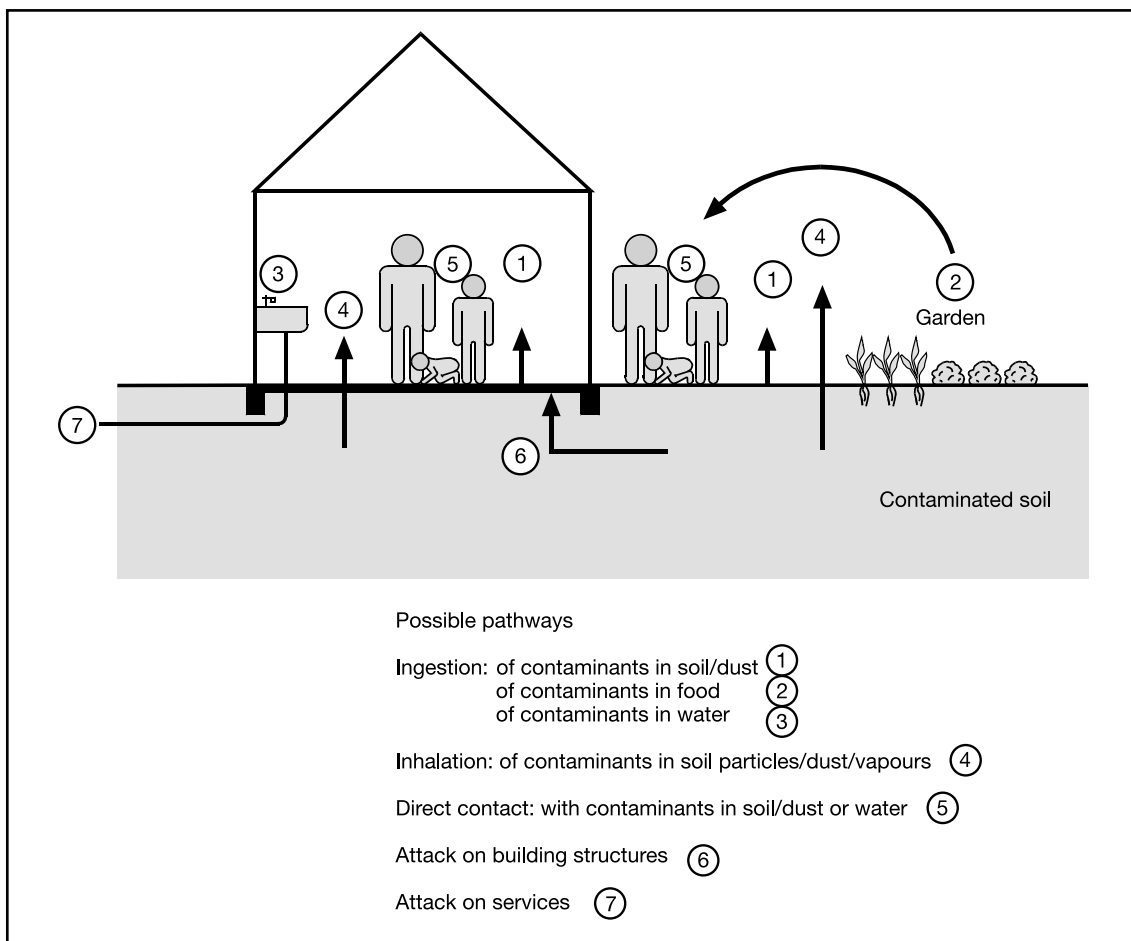 4
5
1
3
5
1
2
4
Garden
7
6
Contaminated soil
Possible pathways
Ingestion: of contaminants in soil/dust 1
of contaminants in food 2
of contaminants in water 3
Inhalation: of contaminants in soil particles/dust/vapours 4
Direct contact: with contaminants in soil/dust or water 5
Attack on building structures 6
Attack on services 7